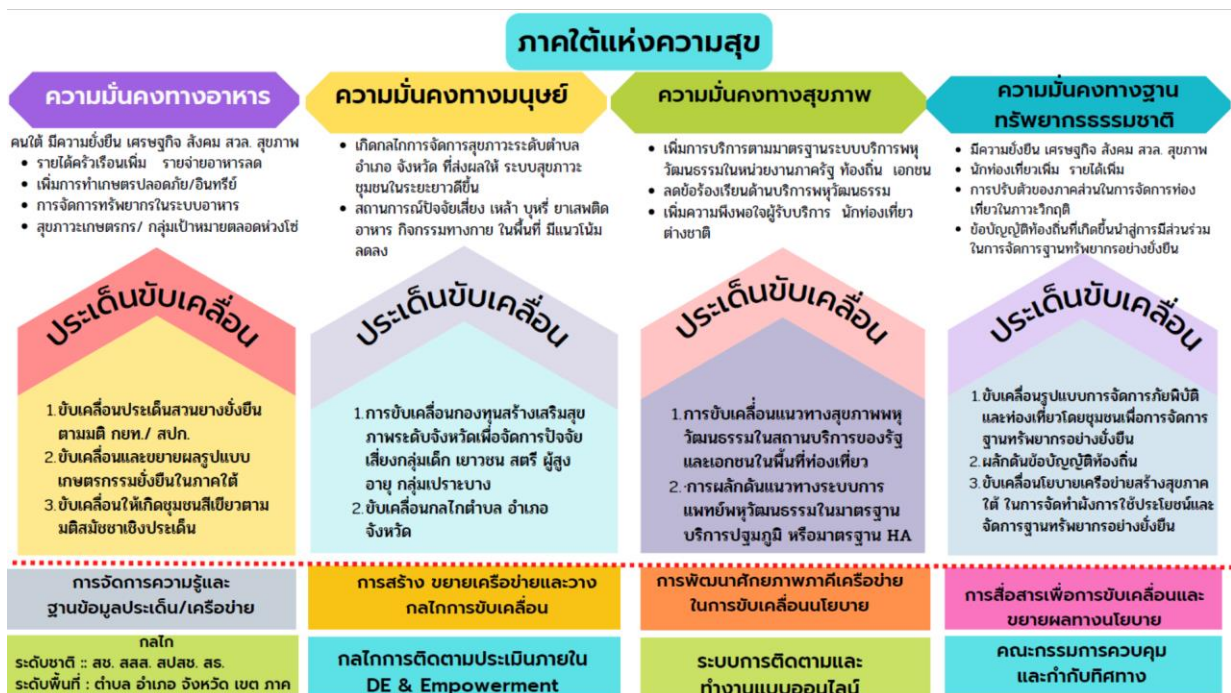 ภาคใต้แห่งความสุข
ความมั่นคงทางอาหาร
คนใต้ มีความยั่งยืน เศรษฐกิจ สังคม สวล. สุขภาพ
• รายได้ครัวเรือนเพิ่ม รายจ่ายอาหารลด
• เพิ่มการทำเกษตรปลอดภัย/อินทรีย์
• การจัดการทรัพยากรในระบบอาหาร
• สุขภาวะเกษตรกร/ กลุ่มเป้าหมายตลอดห่วงโซ่
ประเด็นขับเคลื่อน
1. ขับเคลื่อนประเด็นสวนยางยั่งยืน
ตามมติ กยท./ สปก.
2. ขับเคลื่อนและขยายผลรูปแบบ
เกษตรกรรมยั่งยืนในภาคใต้
3. ขับเคลื่อนให้เกิดชุมชนสีเขียวตาม
มติสมัชชาเชิงประเด็น
ความมั่นคงทางมนุษย์
• เกิดกลไกการจัดการสุขภาวะระดับตำบล
อำเภอ จังหวัด ที่ส่งผลให้ ระบบสุขภาวะ
ชุมชนในระยะยาวดีขึ้น
• สถานการณ์ปัจจัยเสี่ยง เหล้า บุหรี่ ยาเสพติด
อาหาร กิจกรรมทางกาย ในพื้นที่ มีแนวโน้ม
ลดลง
ประเด็นขับเคลื่อน
1. การขับเคลื่อนกองทุนสร้างเสริมสุข
ภาพระดับจังหวัดเพื่อจัดการปัจจัย
เสี่ยงกลุ่มเด็ก เยาวชน สตรี ผู้สูง
อายุ กลุ่มเปราะบาง
2. ขับเคลื่อนกลไกตำบล อำเภอ
จังหวัด
ความมั่นคงทางสุขภาพ
• เพิ่มการบริการตามมาตรฐานระบบบริการพหุ
วัฒนธรรมในหน่วยงานภาครัฐ ท้องถิ่น เอกชน
• ลดข้อร้องเรียนด้านบริการพหุวัฒนธรรม
• เพิ่มความพึงพอใจผู้รับบริการ นักท่องเที่ยว
ต่างชาติ
ประเด็นขับเคลื่อน
1. การขับเคลื่อนแนวทางสุขภาพพหุ
วัฒนธรรมในสถานบริการของรัฐ
และเอกชนในพื้นที่ท่องเที่ยว
2. ·การผลักดันแนวทางระบบการ
แพทย์พหุวัฒนธรรมในมาตรฐาน
บริการปฐมภูมิ หรือมาตรฐาน HA
ความมั่นคงทางฐาน
ทรัพยากรธรรมชาติ
• มีความยั่งยืน เศรษฐกิจ สังคม สวล. สุขภาพ
• นักท่องเที่ยวเพิ่ม รายได้เพิ่ม
• การปรับตัวของภาคส่วนในการจัดการท่อง
เที่ยวในภาวะวิกฤติ
• ข้อบัญญัติท้องถิ่นที่เกิดขึ้นนำสู่การมีส่วนร่วม
ในการจัดการฐานทรัพยากรอย่างยั่งยืน
ประเด็นขับเคลื่อน
1. ขับเคลื่อนรูปแบบการจัดการภัยพิบัติ
และท่องเที่ยวโดยชุมชนเพื่อการจัดการ
ฐานทรัพยากรอย่างยั่งยืน
2. ผลักดันข้อบัญญัติท้องถิ่น
3. ขับเคลื่อนโยบายเครือข่ายสร้างสุขภาค
ใต้ ในการจัดทำผังการใช้ประโยชน์และ
จัดการฐานทรัพยากรอย่างยั่งยืน
การจัดการความรู้และ
ฐานข้อมูลประเด็น/เครือข่าย
การสร้าง ขยายเครือข่ายและวาง
กลไกการขับเคลื่อน
การพัฒนาศักยภาพภาคีเครือข่าย
ในการขับเคลื่อนนโยบาย
การสื่อสารเพื่อการขับเคลื่อนและ
ขยายผลทางนโยบาย
กลไก
ระดับชาติ :: สช. สสส. สปสช. สธ.
ระดับพื้นที่ : ตำบล อำเภอ จังหวัด เขต ภาค
กลไกการติดตามประเมินภายใน
DE & Empowerment
ระบบการติดตามและ
ทำงานแบบออนไลน์
คณะกรรมการควบคุม
และกำกับทิศทาง